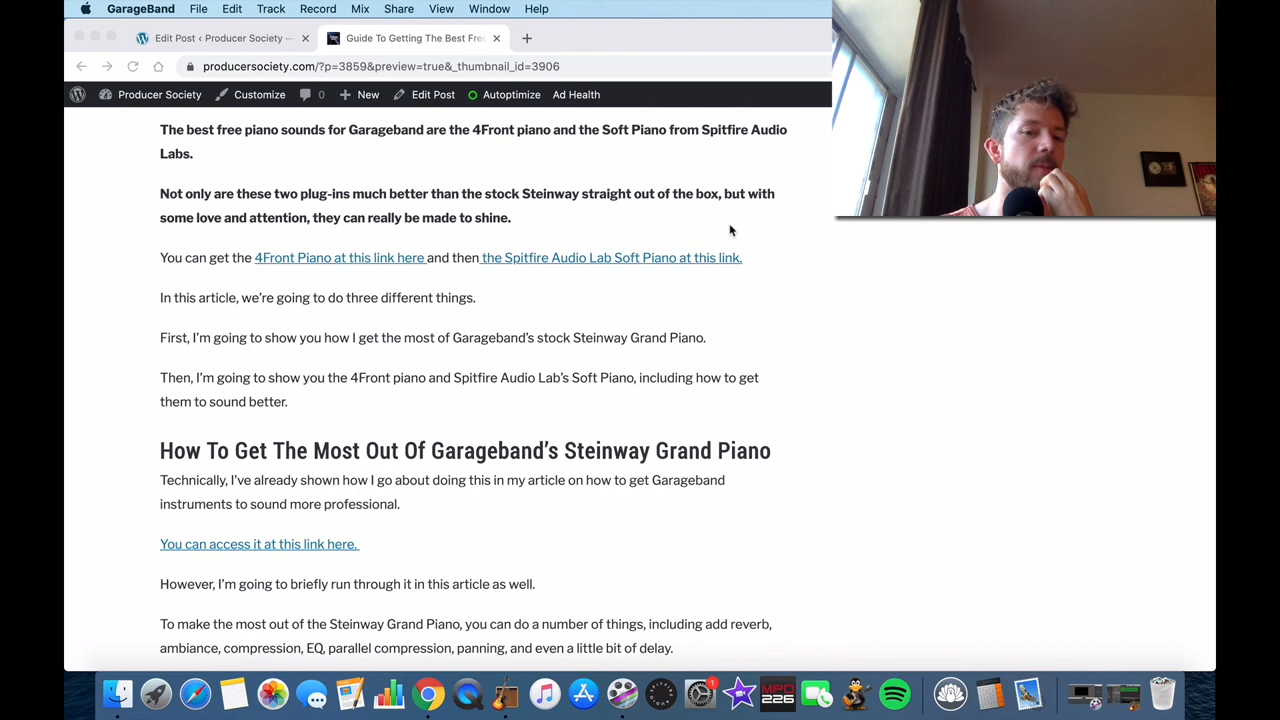 GarageBand File Edit Track Record Mix Share View Window Help
Edit Post ‹ Producer Society —
Guide To Getting The Best Free
producersociety.com/?p=3859&preview=true&_thumbnail_id=3906
Producer Society Customize 0 New Edit Post Autoptimize Ad Health
The best free piano sounds for Garageband are the 4Front piano and the Soft Piano from Spitfire Audio
Labs.
Not only are these two plug-ins much better than the stock Steinway straight out of the box, but with
some love and attention, they can really be made to shine.
You can get the 4Front Piano at this link here and then the Spitfire Audio Lab Soft Piano at this link.
In this article, we’re going to do three different things.
First, I’m going to show you how I get the most of Garageband’s stock Steinway Grand Piano.
Then, I’m going to show you the 4Front piano and Spitfire Audio Lab’s Soft Piano, including how to get
them to sound better.
How To Get The Most Out Of Garageband’s Steinway Grand Piano
Technically, I’ve already shown how I go about doing this in my article on how to get Garageband
instruments to sound more professional.
You can access it at this link here.
However, I’m going to briefly run through it in this article as well.
To make the most out of the Steinway Grand Piano, you can do a number of things, including add reverb,
ambiance, compression, EQ, parallel compression, panning, and even a little bit of delay.
1
MPD
226